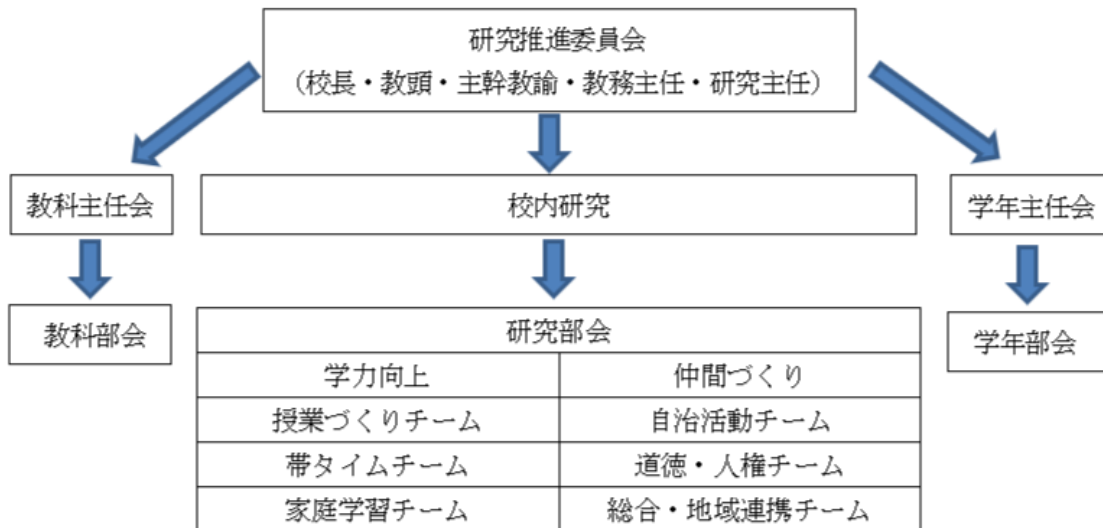 研究推進委員会
（校長・教頭・主幹教諭・教務主任・研究主任）
教科主任会
校内研究
学年主任会
教科部会
研究部会
学年部会
学力向上
仲間づくり
授業づくりチーム
自治活動チーム
帯タイムチーム
道徳・人権チーム
家庭学習チーム
総合・地域連携チーム